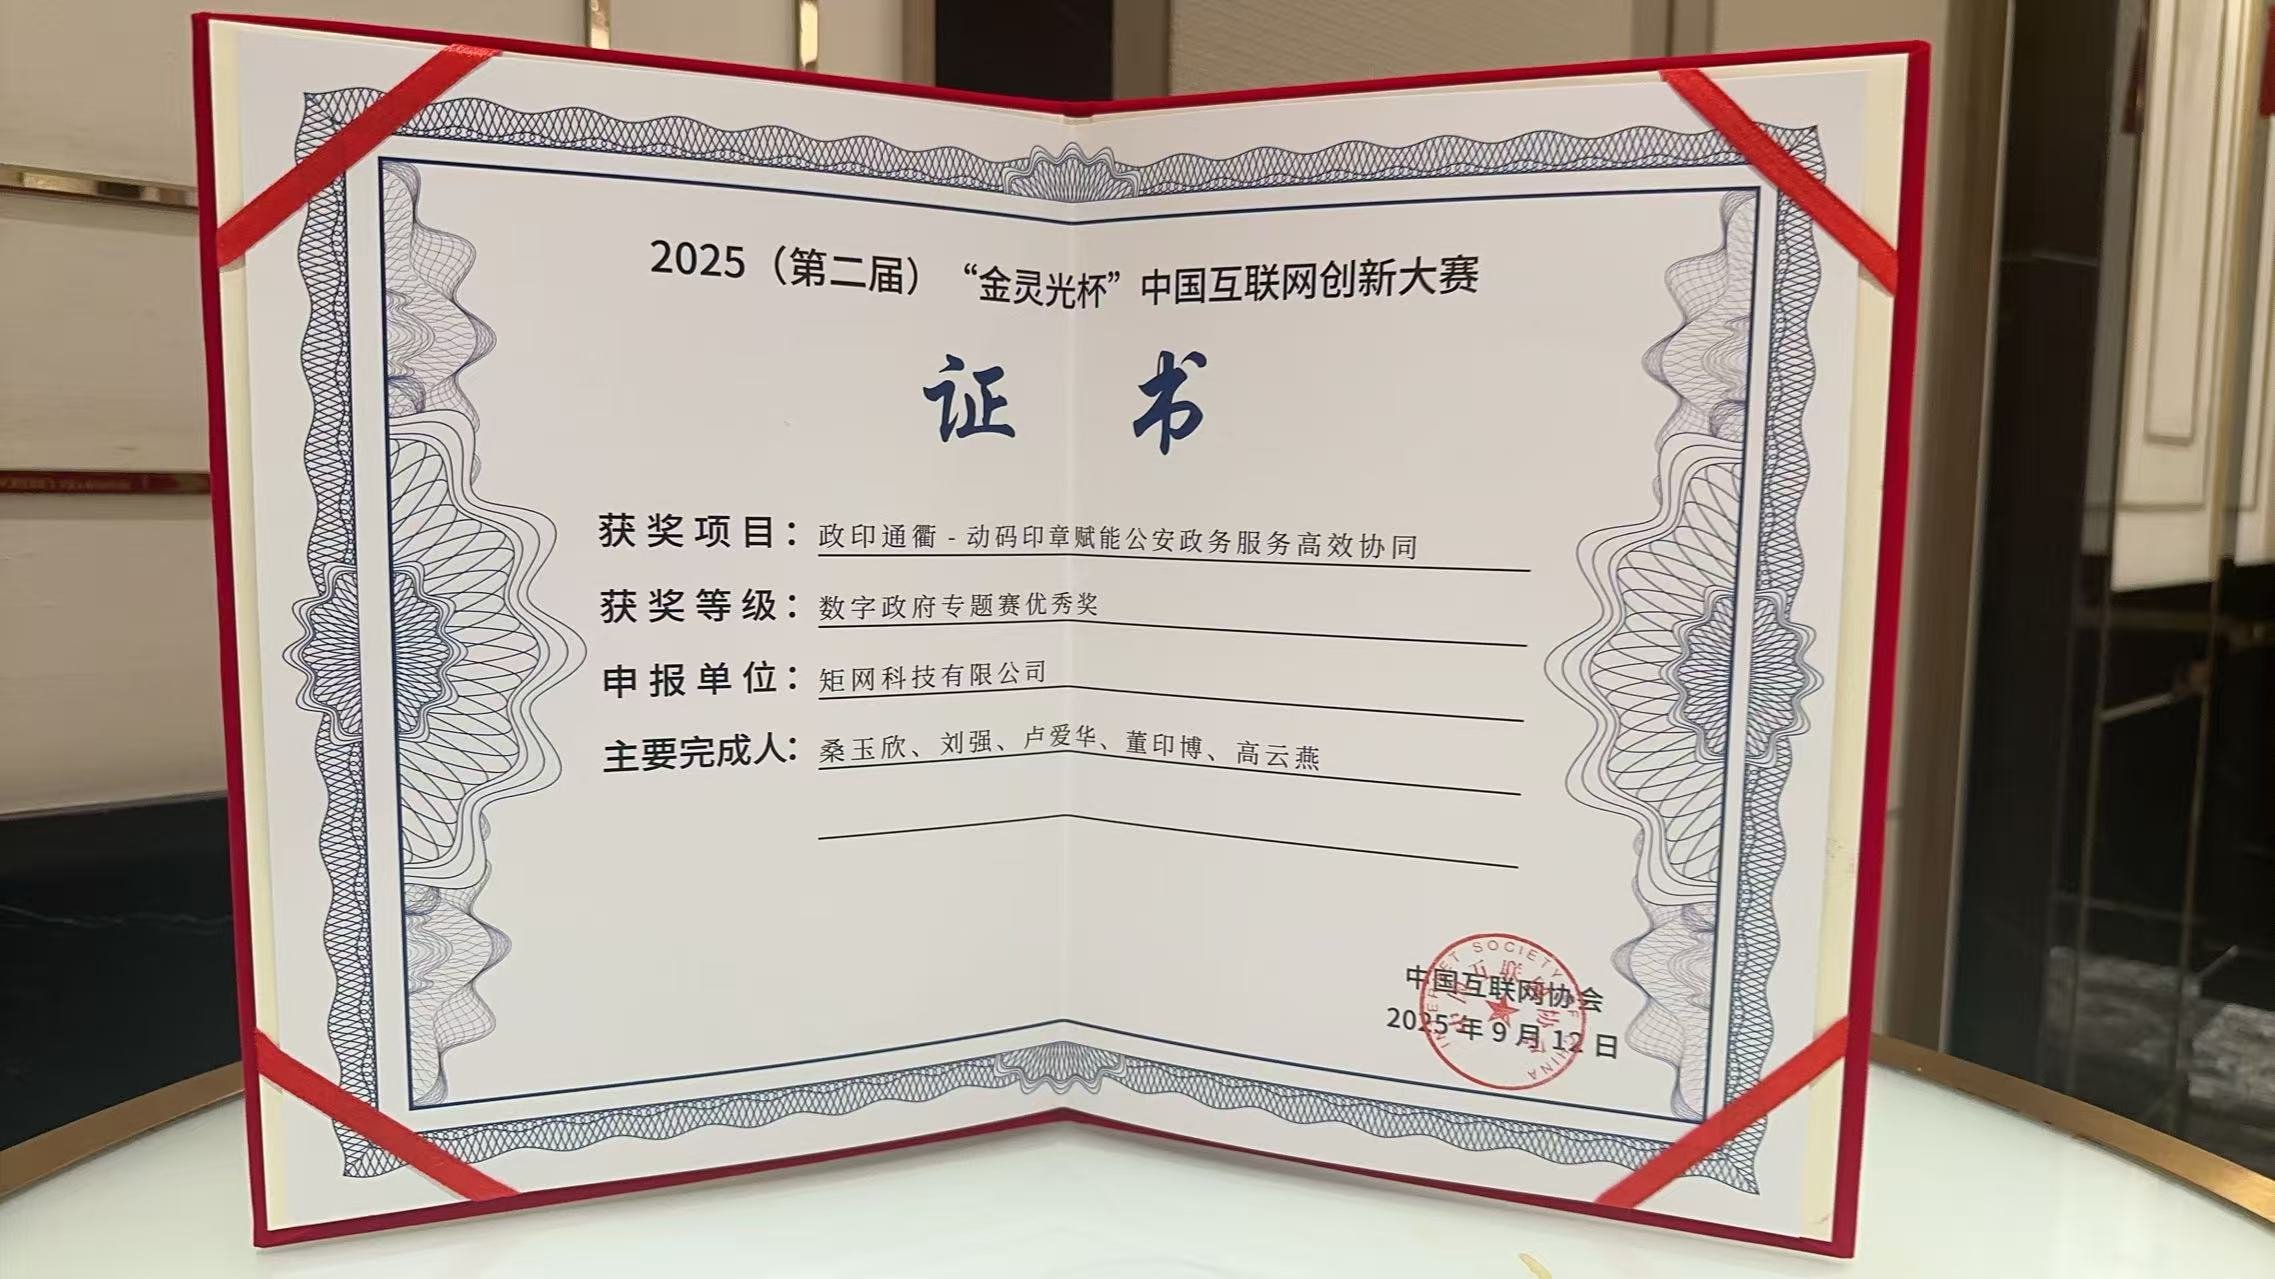 2025（第二届）“金灵光杯”中国互联网创新大赛
证 书
获奖项目：政印通衢-动码印章赋能公安政务服务高效协同
获奖等级：数字政府专题赛优秀奖
申报单位：矩网科技有限公司
主要完成人：桑玉欣、刘强、卢爱华、董印博、高云燕
中国互联网协会
2025年9月12日
INTERNET SOCIETY OF CHINA